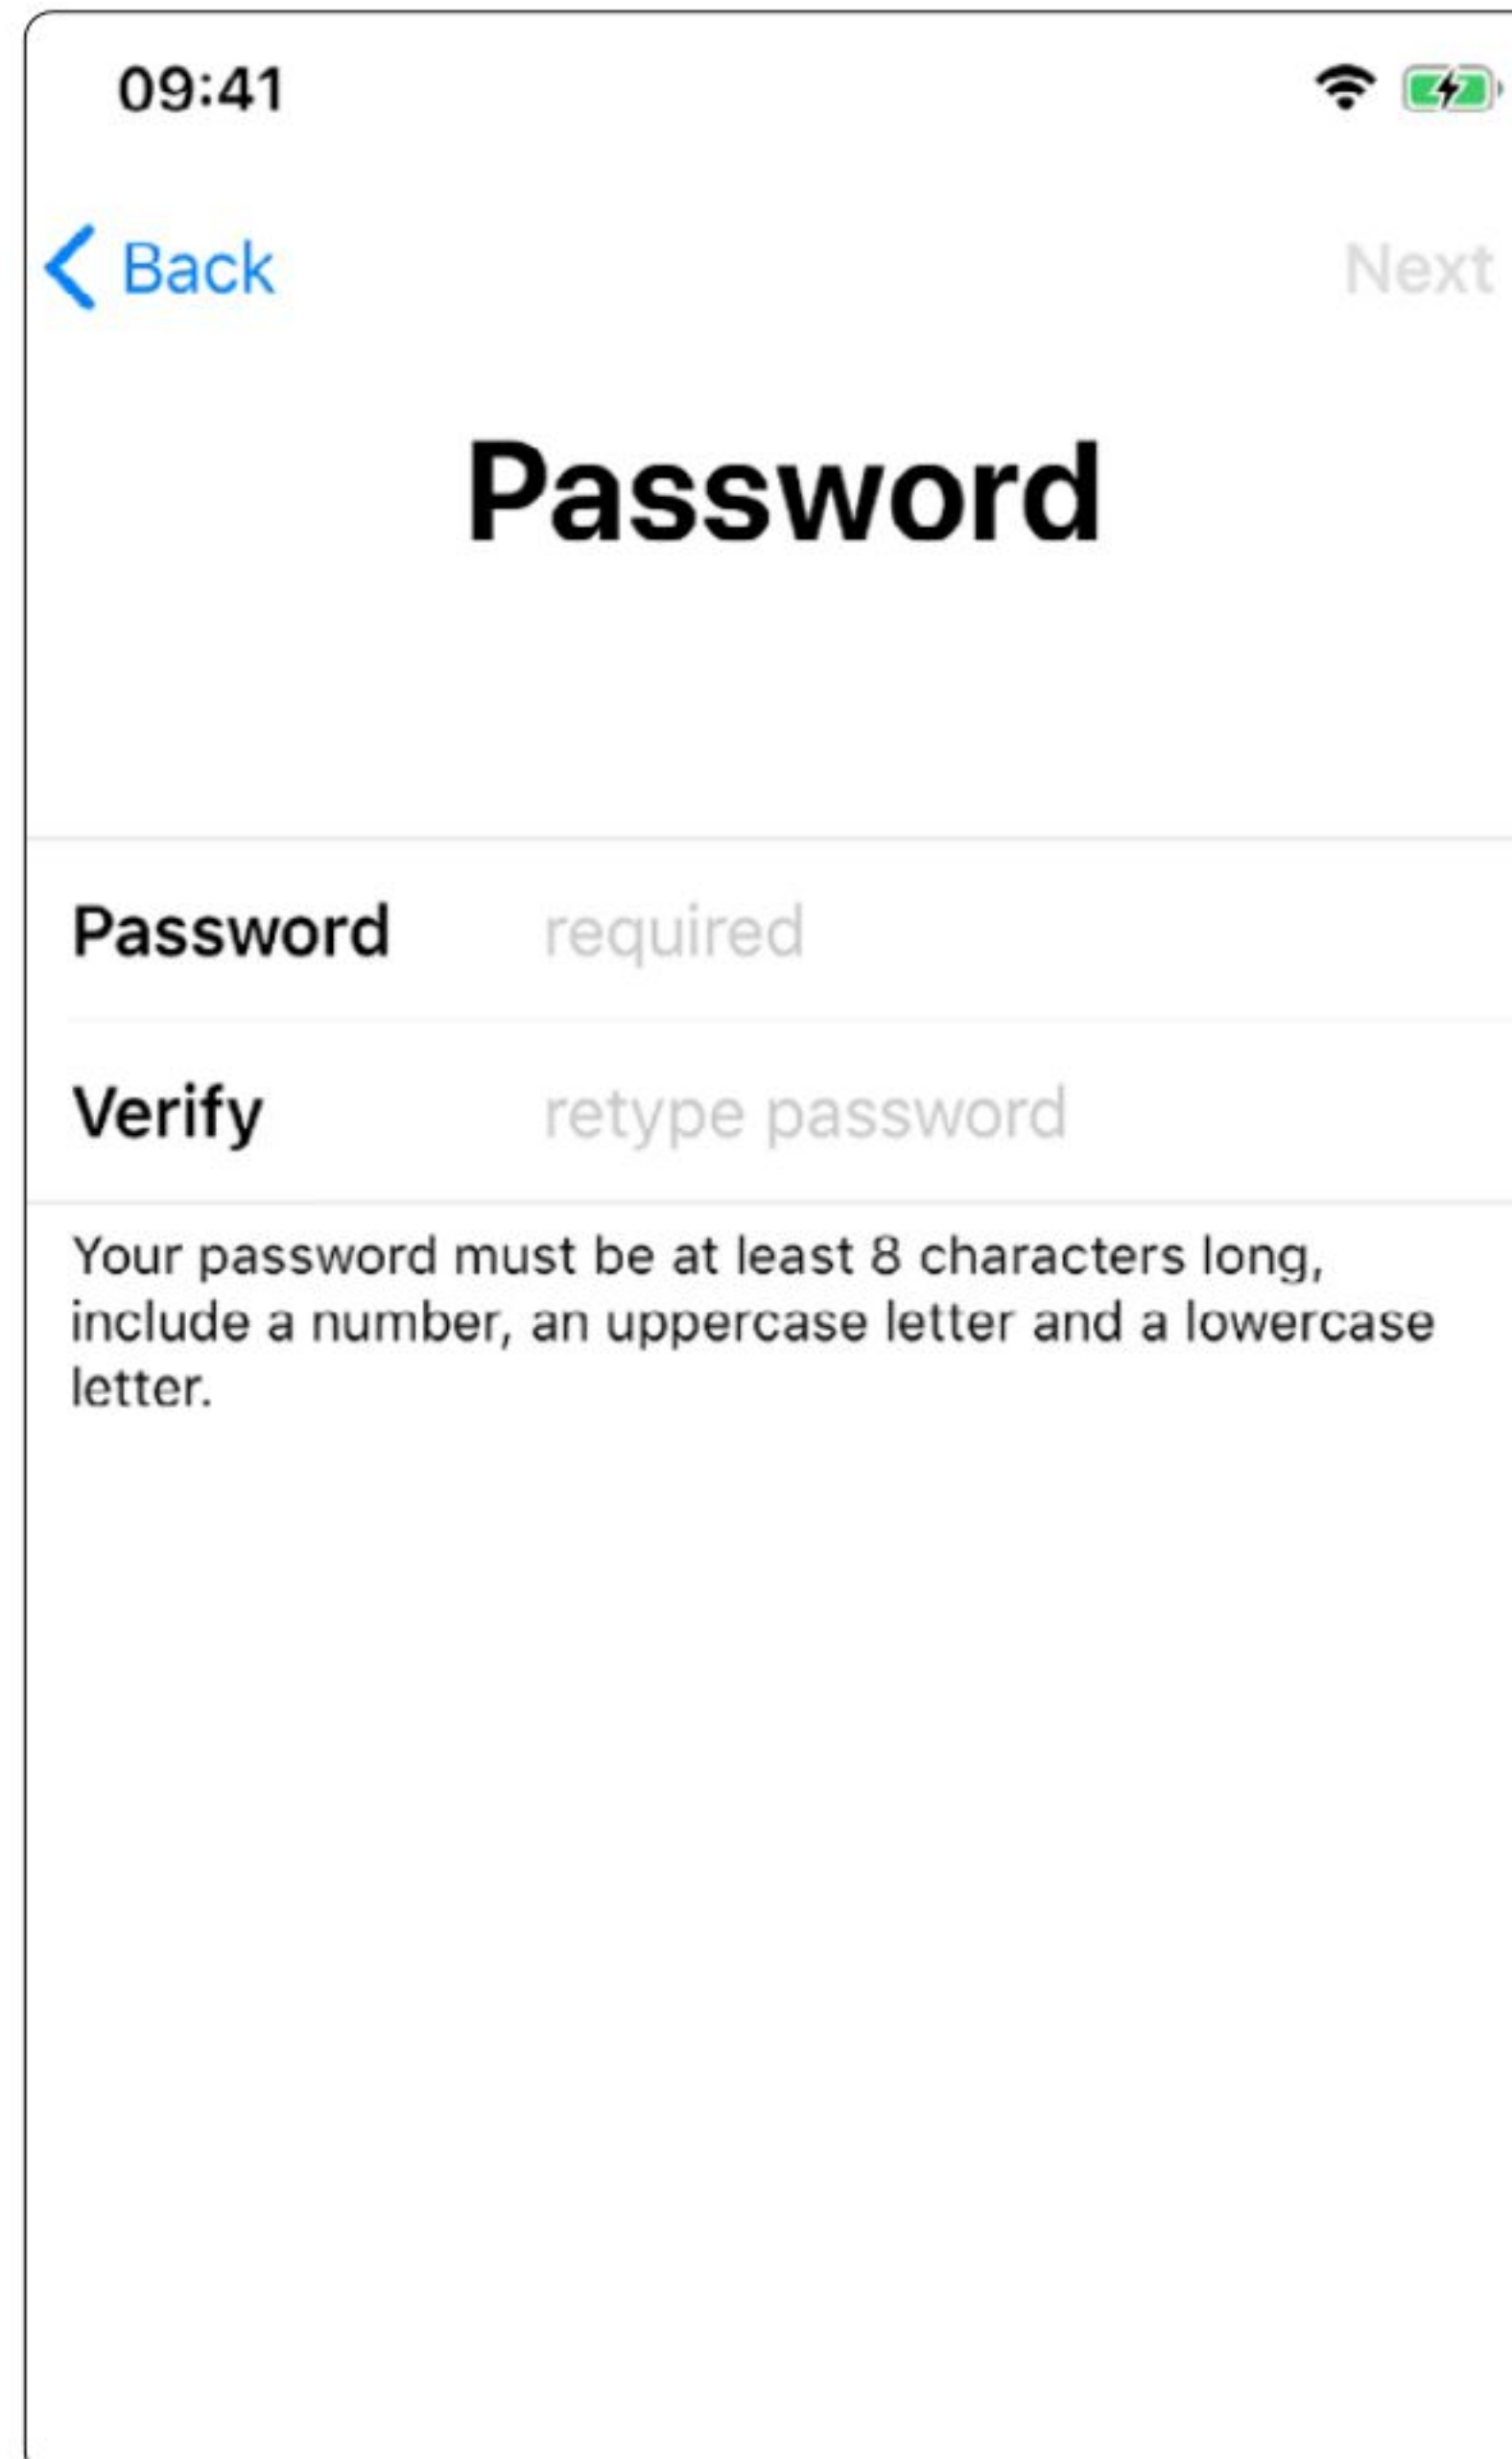 09:41
Back Next
Password
Password required
Verify retype password
Your password must be at least 8 characters long,
include a number, an uppercase letter and a lowercase
letter.